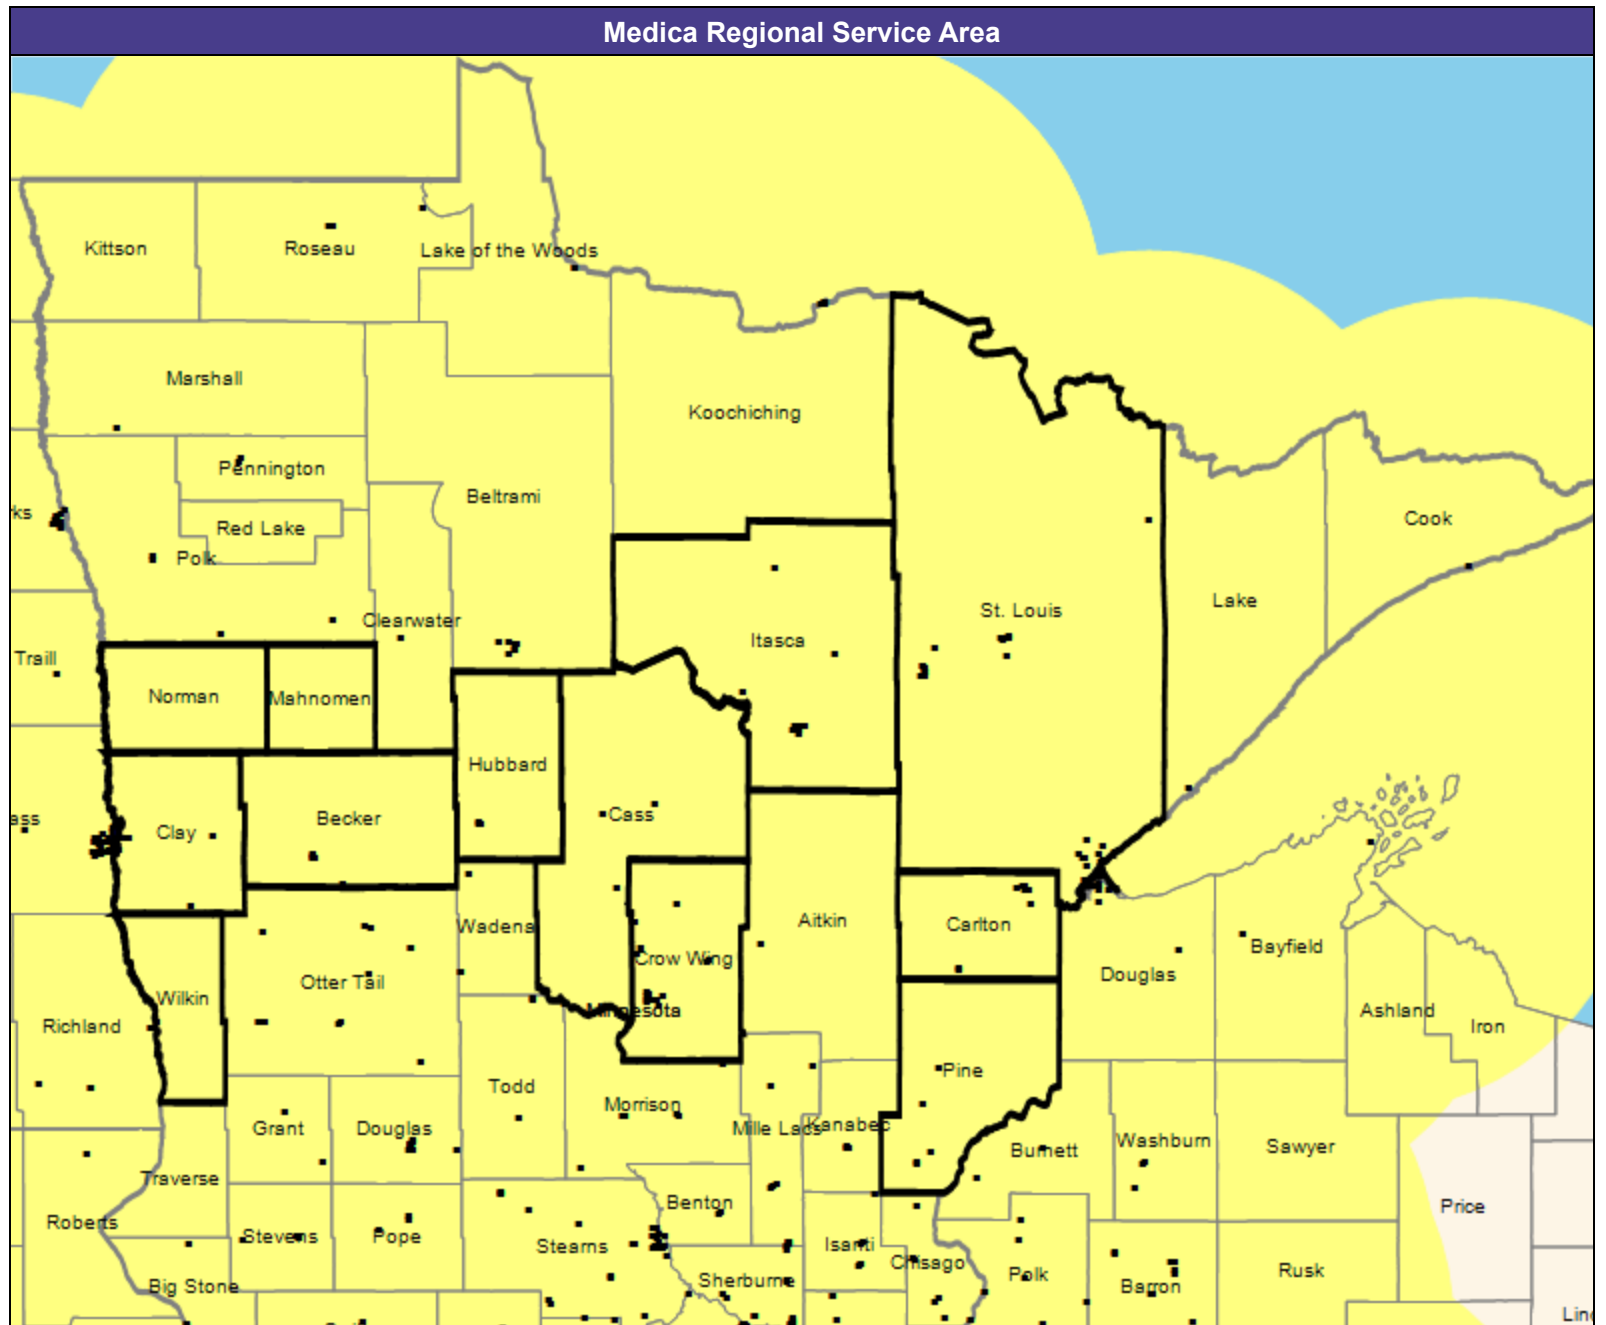 Medica Regional Service Area
Kittson
Roseau
Lake of the Woods
Marshall
Koochiching
Pennington
Beltrami
ks
Red Lake
Cook
Polk
Lake
St. Louis
Clearwater
Itasca
Traill
Norman
Mahnomen
Hubbard
Cass
ass
Becker
Clay
Aitkin
Carlton
Wadena
Bayfield
Crow Wing
Douglas
Otter Tail
Wilkin
Minnesota
Ashland
Richland
Iron
Pine
Todd
Morrison
Grant
Douglas
Mille Lacs
Kanabec
Washburn
Sawyer
Burnett
Traverse
Benton
Price
Roberts
Stevens
Pope
Stearns
Isanti
Chisago
Polk
Rusk
Sherburne
Big Stone
Barron
Linc